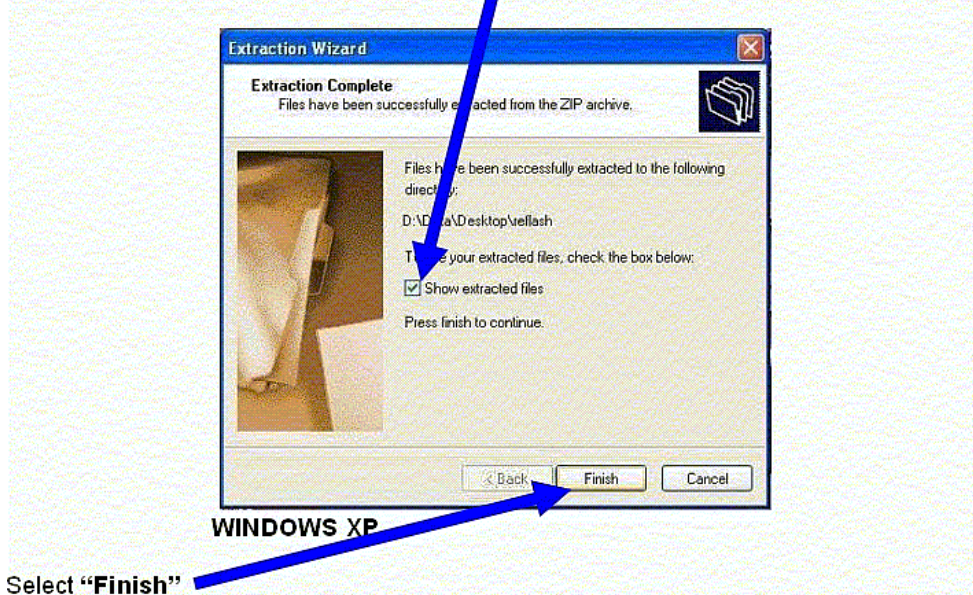 Extraction Wizard
Extraction Complete
Files have been successfully extracted from the ZIP archive.
Files have been successfully extracted to the following
directory:
D:\Data\Desktop\reflash
To see your extracted files, check the box below:
Show extracted files
Press finish to continue.
< Back Finish Cancel
WINDOWS XP
Select “Finish”